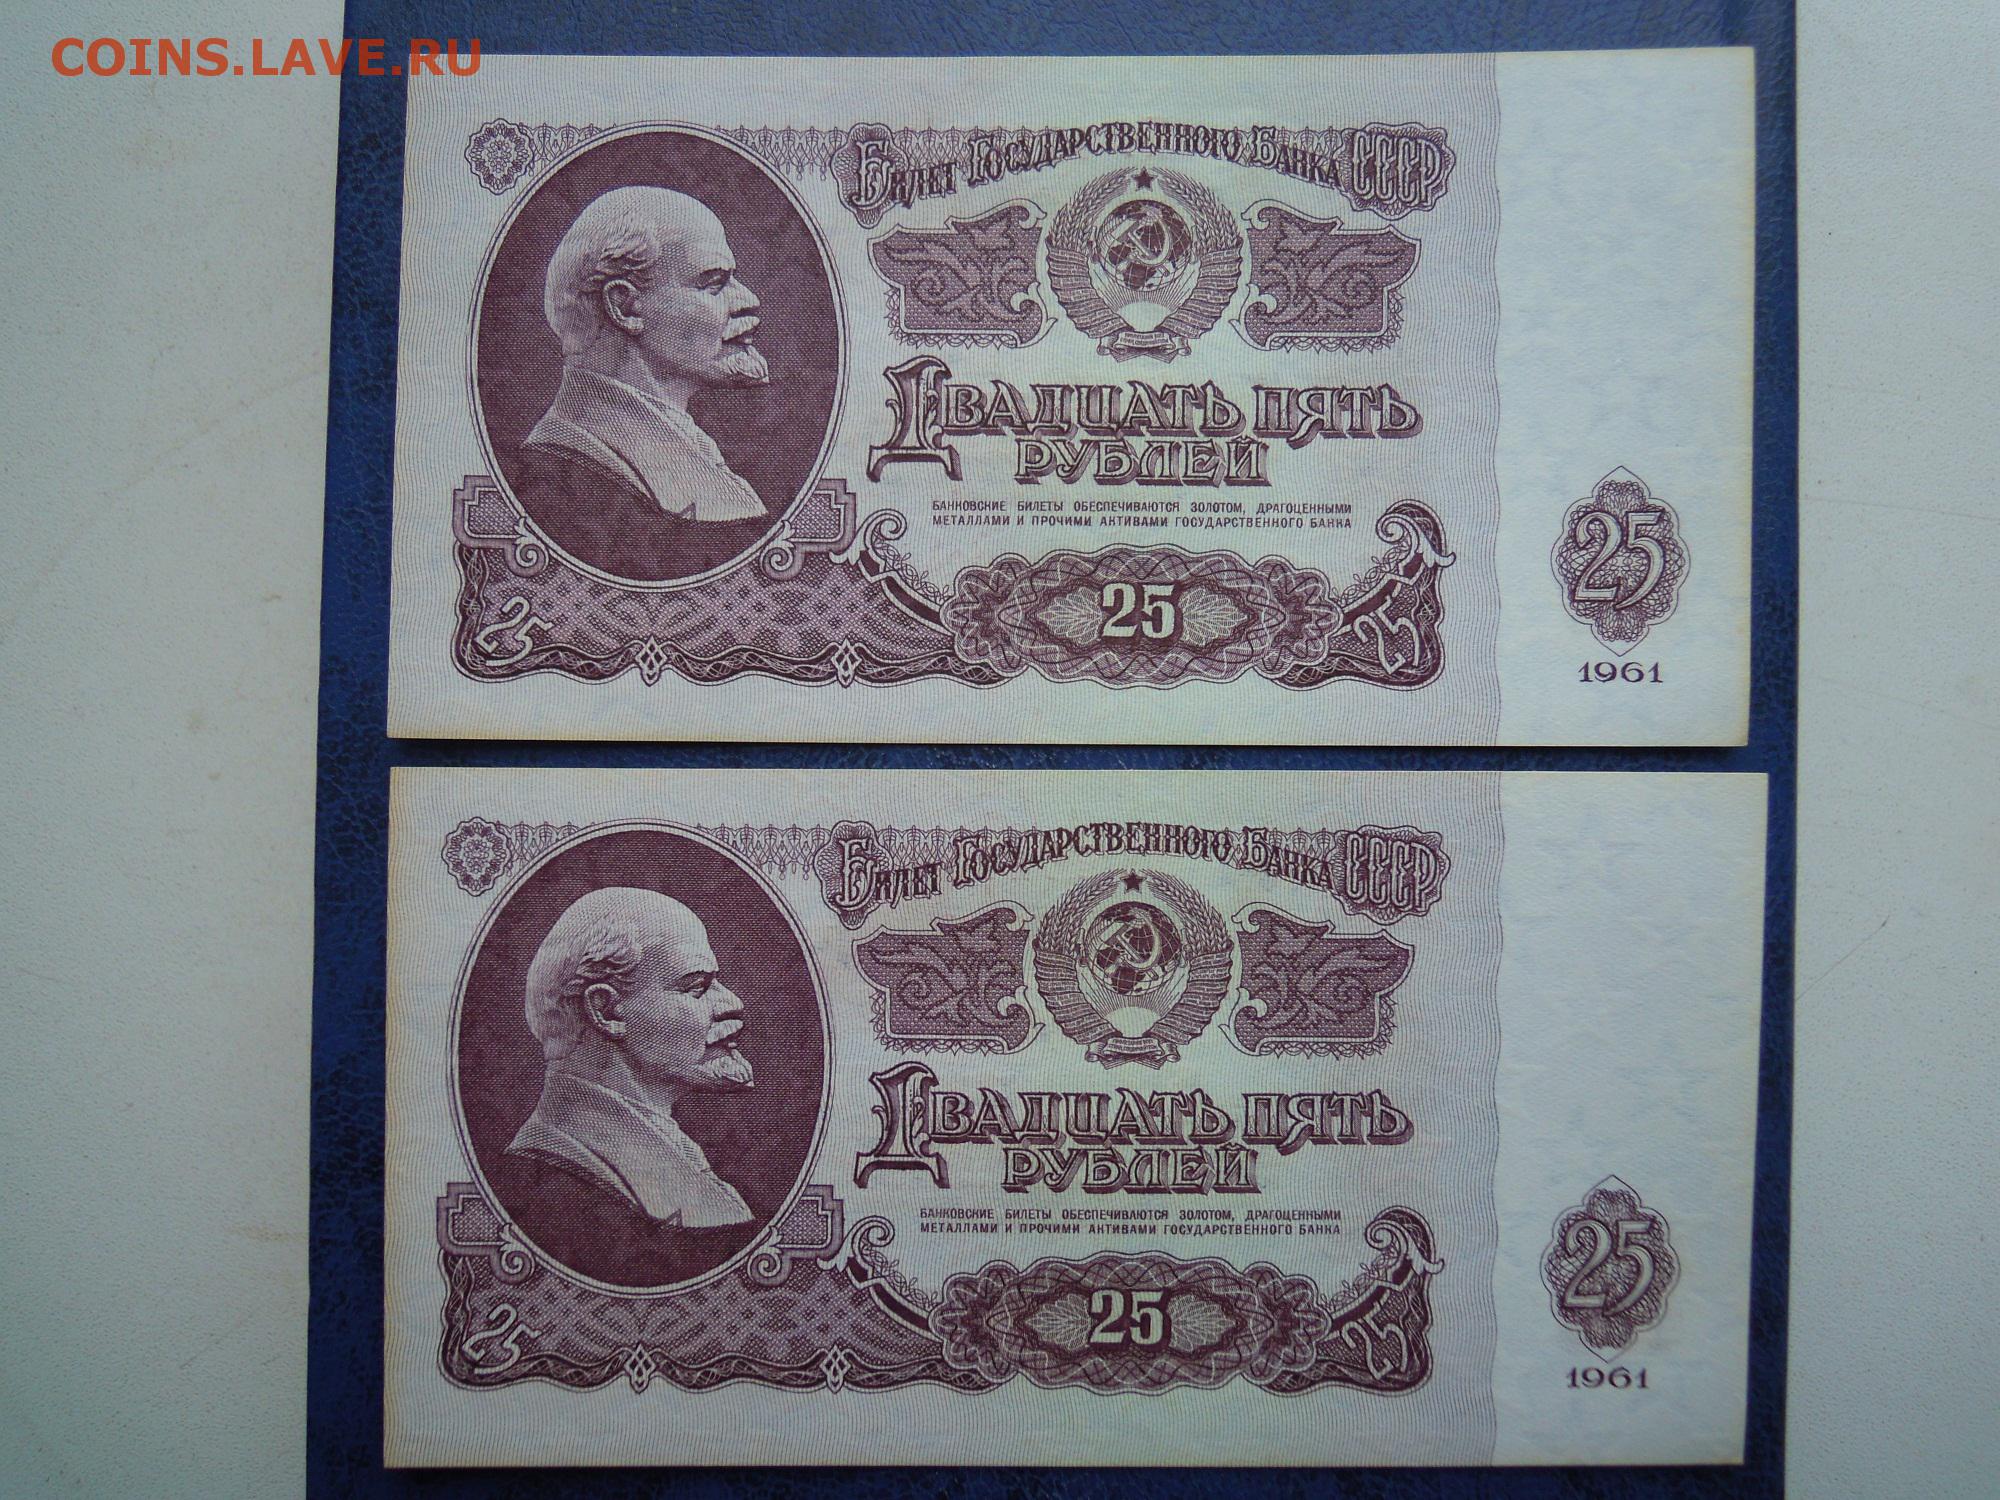 COINS.LAVE.RU
Билет Государственного Банка СССР
Двадцать пять
рублей
БАНКОВСКИЕ БИЛЕТЫ ОБЕСПЕЧИВАЮТСЯ ЗОЛОТОМ, ДРАГОЦЕННЫМИ
МЕТАЛЛАМИ И ПРОЧИМИ АКТИВАМИ ГОСУДАРСТВЕННОГО БАНКА
25
25
25
25
1961
Билет Государственного Банка СССР
Двадцать пять
рублей
БАНКОВСКИЕ БИЛЕТЫ ОБЕСПЕЧИВАЮТСЯ ЗОЛОТОМ, ДРАГОЦЕННЫМИ
МЕТАЛЛАМИ И ПРОЧИМИ АКТИВАМИ ГОСУДАРСТВЕННОГО БАНКА
25
25
25
25
1961